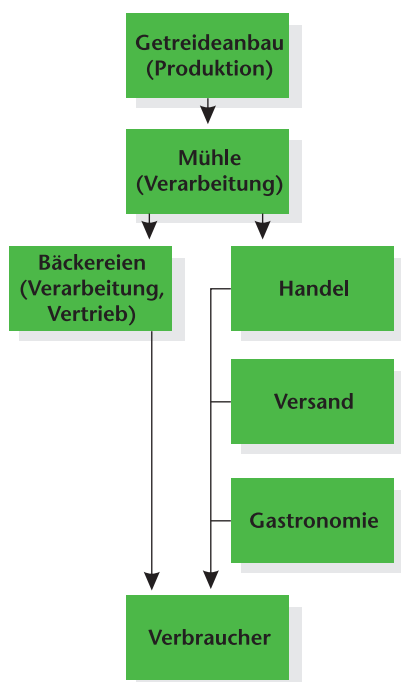 Getreideanbau
(Produktion)
Mühle
(Verarbeitung)
Bäckereien
(Verarbeitung,
Vertrieb)
Handel
Versand
Gastronomie
Verbraucher